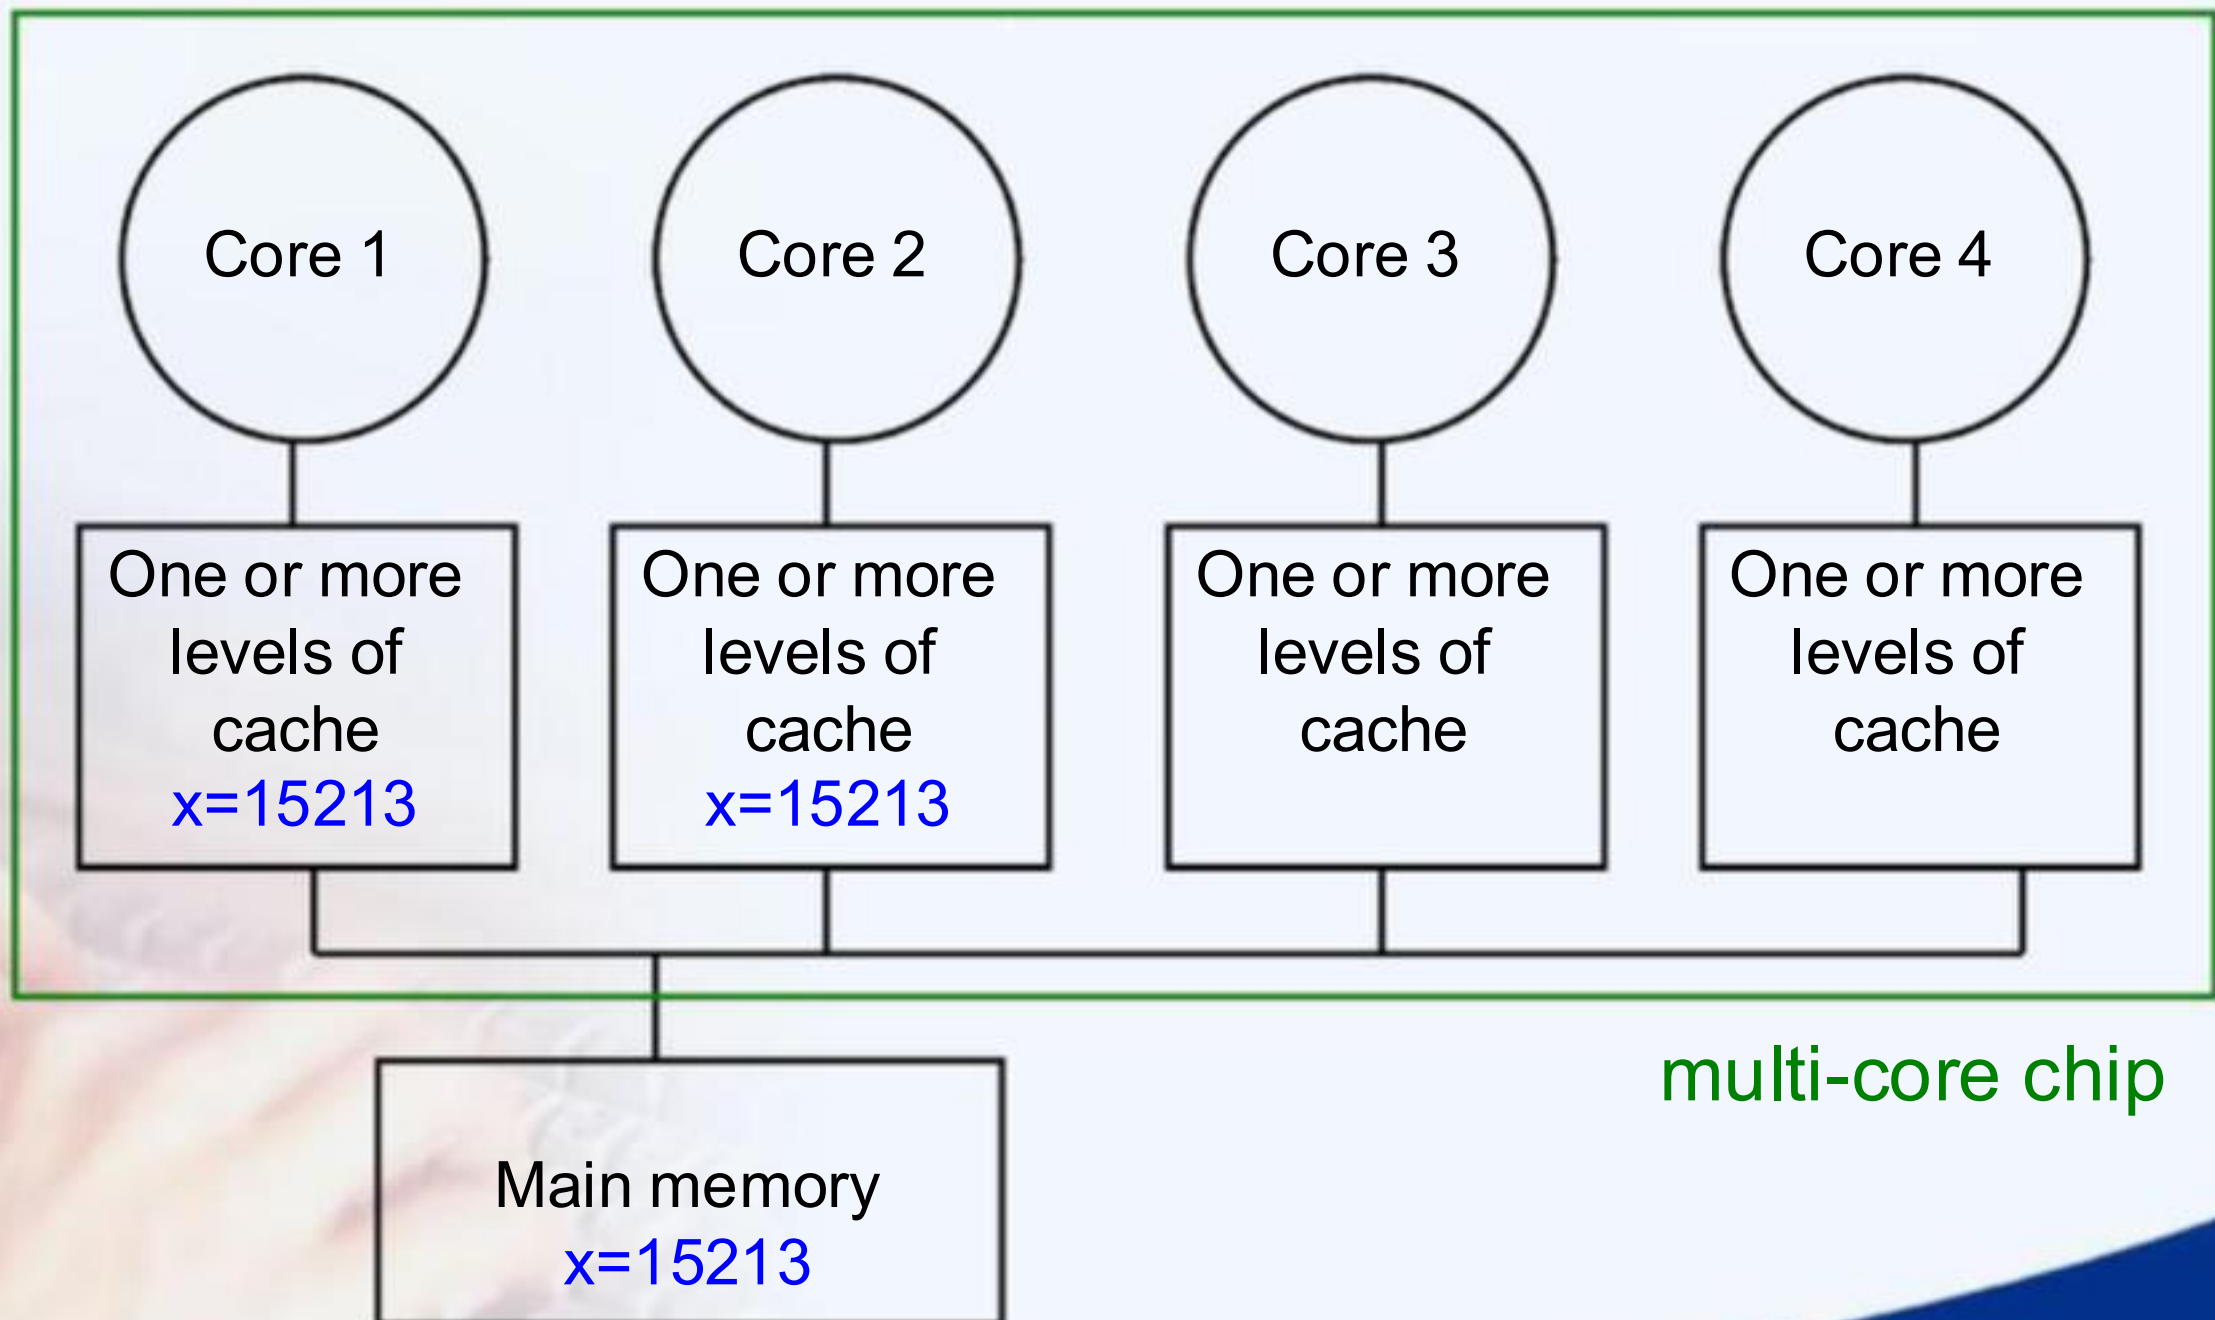 Core 1
Core 2
Core 3
Core 4
One or more
levels of
cache
x=15213
One or more
levels of
cache
x=15213
One or more
levels of
cache
One or more
levels of
cache
multi-core chip
Main memory
x=15213